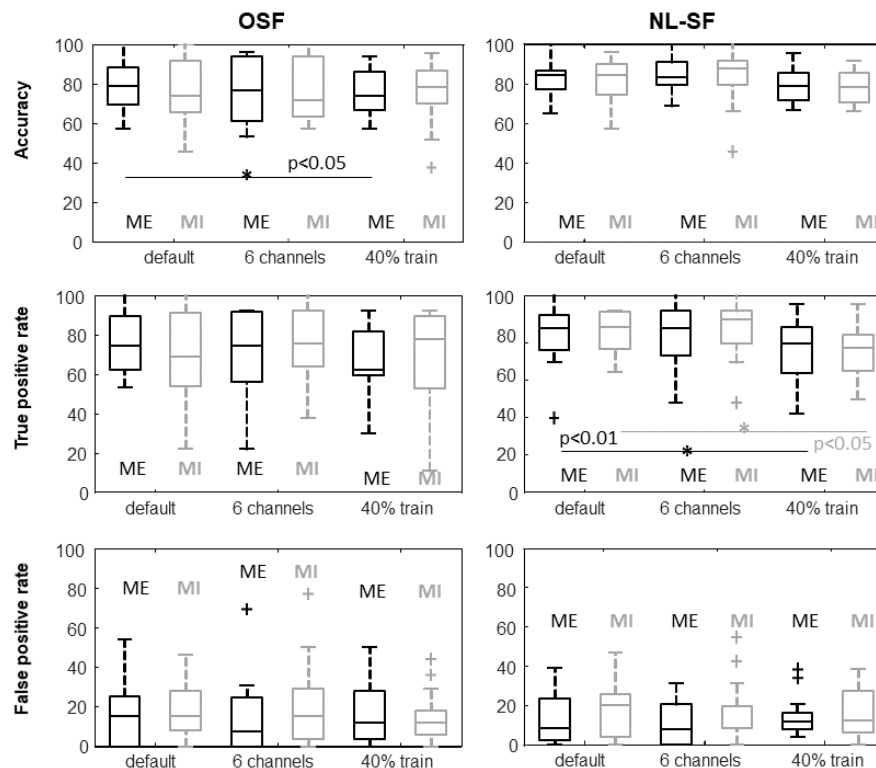 OSF NL-SF
Accuracy
100 100
80 80
60 60
40 40
p<0.05
*
20 20
ME MI ME MI ME MI ME MI ME MI ME MI
0 0
default 6 channels 40% train default 6 channels 40% train
True positive rate
100 100
80 80
60 60
40 40
*
p<0.01 p<0.05
*
20 20
ME MI ME MI ME MI ME MI ME MI ME MI
0 0
default 6 channels 40% train default 6 channels 40% train
False positive rate
100 100
ME MI ME MI ME MI
80 80
60 60
ME MI ME MI ME MI
40 40
20 20
0 0
default 6 channels 40% train default 6 channels 40% train